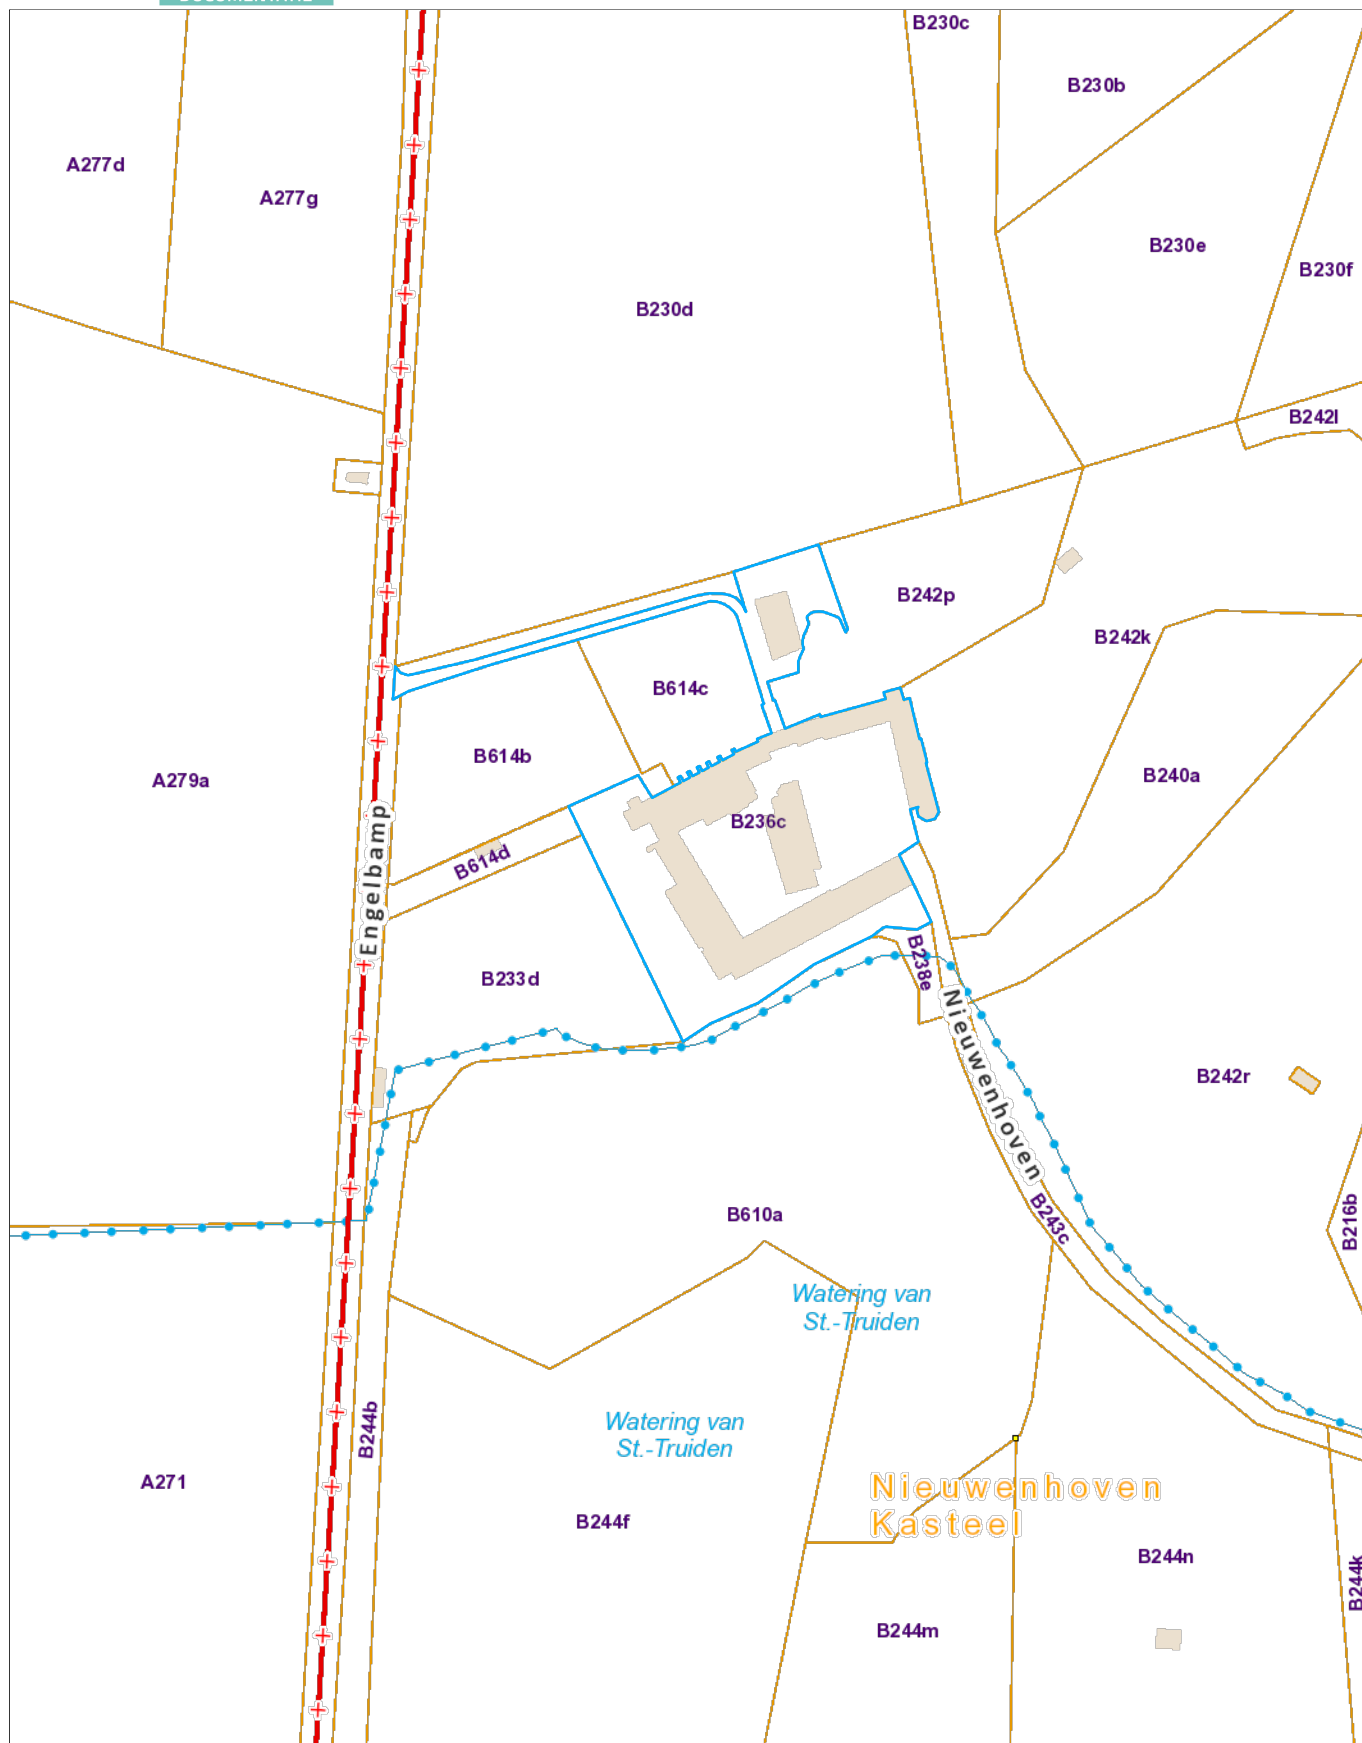 B230c
B230b
A277d
A277g
B230e
B230f
B230d
B242l
B242p
B242k
B614c
B614b
A279a
B240a
B236c
Engelbamp
B614d
B233d
B238e
Nieuwenhoven
B242r
B610a
B243c
B216b
Watering van
St.-Truiden
Watering van
St.-Truiden
B244b
A271
Nieuwenhoven
Kasteel
B244f
B244n
B244k
B244m